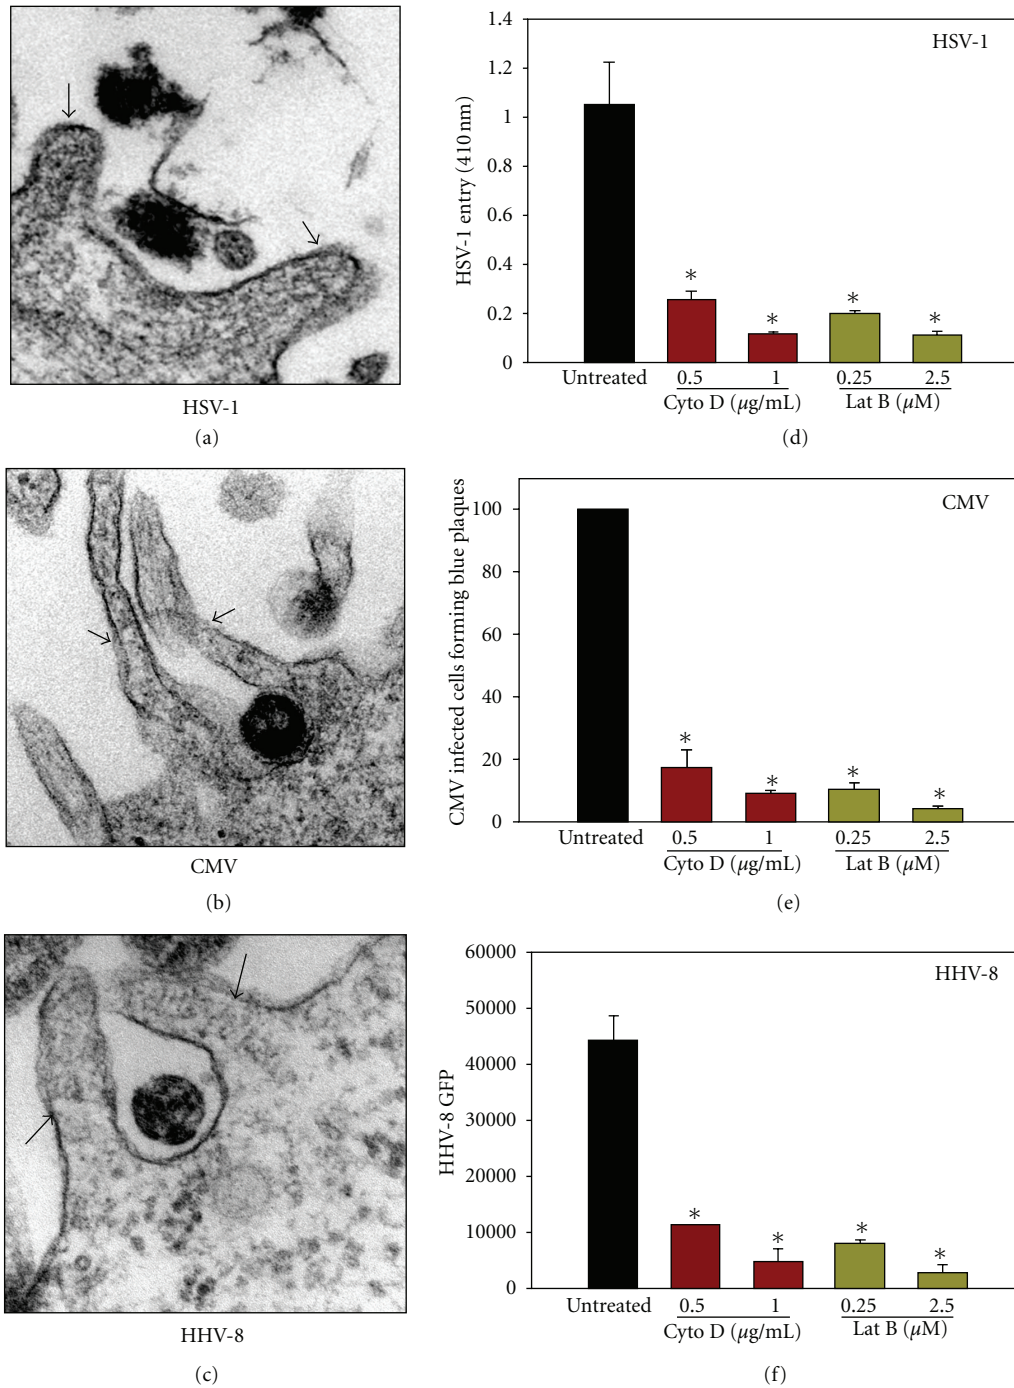 HSV-1
(a)
1.4
1.2
1
0.8
0.6
0.4
0.2
0
HSV-1 entry (410 nm)
HSV-1
*
*
*
*
Untreated 0.5 1 0.25 2.5
Cyto D (µg/mL) Lat B (µM)
(d)
CMV
(b)
100
80
60
40
20
0
CMV infected cells forming blue plaques
CMV
*
*
*
*
Untreated 0.5 1 0.25 2.5
Cyto D (µg/mL) Lat B (µM)
(e)
HHV-8
(c)
60000
50000
40000
30000
20000
10000
0
HHV-8 GFP
HHV-8
*
*
*
*
Untreated 0.5 1 0.25 2.5
Cyto D (µg/mL) Lat B (µM)
(f)